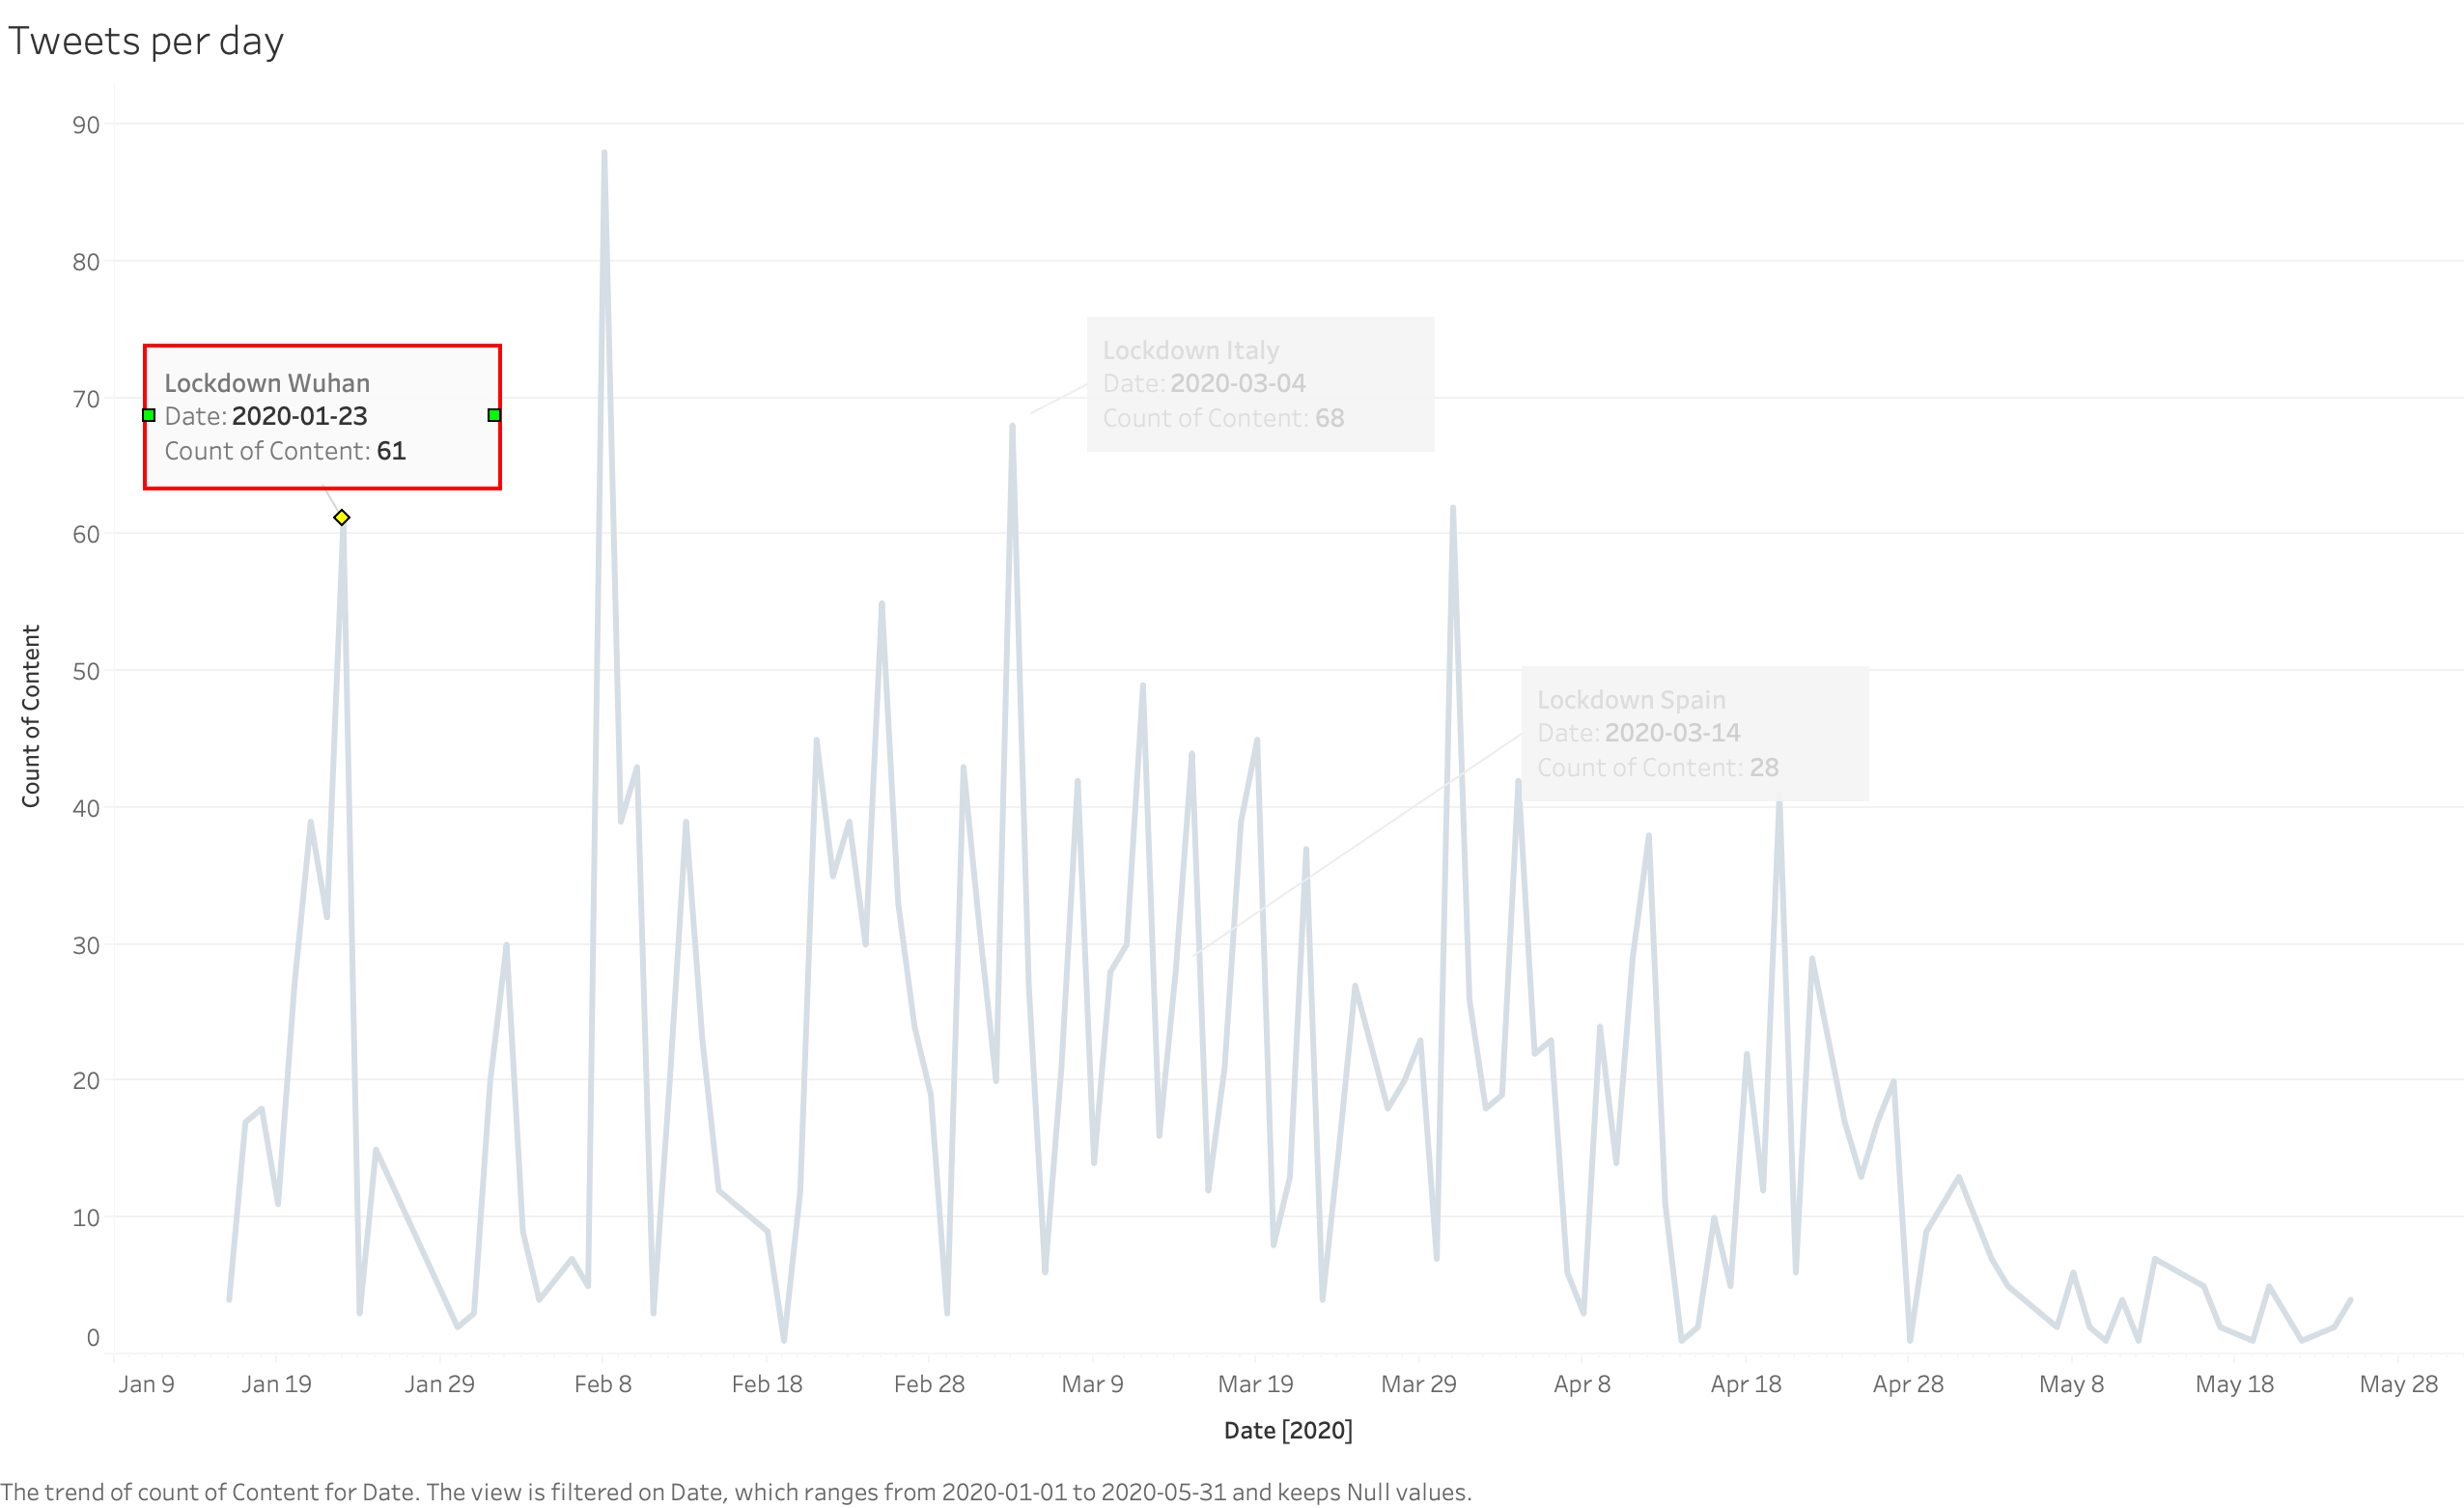 Tweets per day
90
80
70
60
50
40
30
20
10
0
Count of Content
Lockdown Wuhan
Date: 2020-01-23
Count of Content: 61
Lockdown Italy
Date: 2020-03-04
Count of Content: 68
Lockdown Spain
Date: 2020-03-14
Count of Content: 28
Jan 9 Jan 19 Jan 29 Feb 8 Feb 18 Feb 28 Mar 9 Mar 19 Mar 29 Apr 8 Apr 18 Apr 28 May 8 May 18 May 28
Date [2020]
The trend of count of Content for Date. The view is filtered on Date, which ranges from 2020-01-01 to 2020-05-31 and keeps Null values.